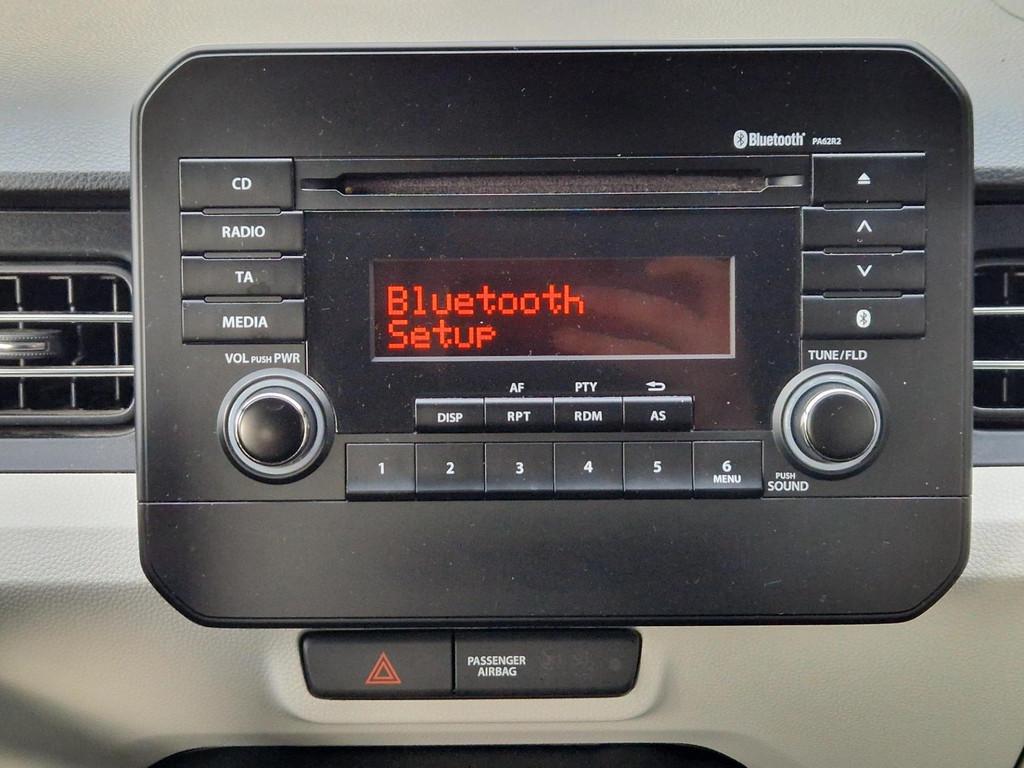 Bluetooth PA62R2
CD
RADIO
TA
MEDIA
Bluetooth
Setup
VOL PUSH PWR
TUNE/FLD
AF PTY
DISP RPT RDM AS
1 2 3 4 5 6
MENU
PUSH
SOUND
PASSENGER
AIRBAG